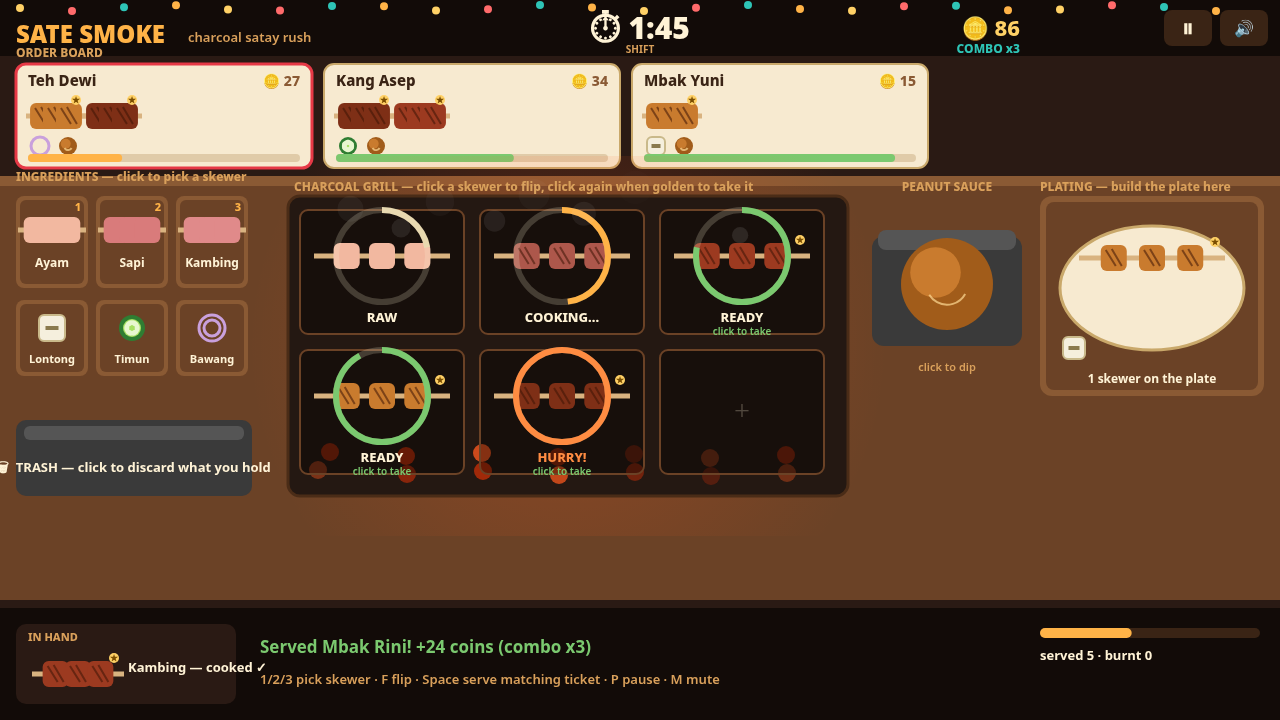 SATE SMOKE
charcoal satay rush
1:45
SHIFT
86
COMBO x3
ORDER BOARD
Teh Dewi
27
Kang Asep
34
Mbak Yuni
15
INGREDIENTS — click to pick a skewer
CHARCOAL GRILL — click a skewer to flip, click again when golden to take it
PEANUT SAUCE
PLATING — build the plate here
1
2
3
Ayam
Sapi
Kambing
Lontong
Timun
Bawang
RAW
COOKING...
READY
click to take
READY
click to take
HURRY!
click to take
+
click to dip
1 skewer on the plate
TRASH — click to discard what you hold
IN HAND
Kambing — cooked ✓
Served Mbak Rini! +24 coins (combo x3)
1/2/3 pick skewer · F flip · Space serve matching ticket · P pause · M mute
served 5 · burnt 0